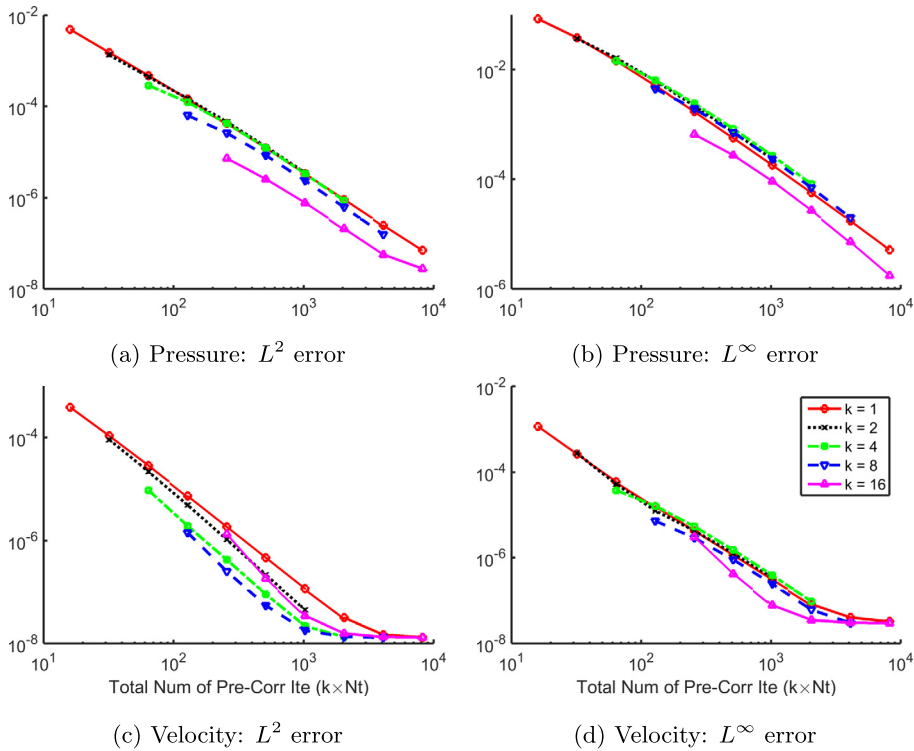 10^-2
10^-4
10^-6
10^-8
10^1 10^2 10^3 10^4
(a) Pressure: L^2 error
10^-2
10^-4
10^-6
10^1 10^2 10^3 10^4
(b) Pressure: L^∞ error
10^-4
10^-6
10^-8
10^1 10^2 10^3 10^4
Total Num of Pre-Corr Ite (k×Nt)
(c) Velocity: L^2 error
10^-2
10^-4
10^-6
10^-8
k = 1
k = 2
k = 4
k = 8
k = 16
10^1 10^2 10^3 10^4
Total Num of Pre-Corr Ite (k×Nt)
(d) Velocity: L^∞ error